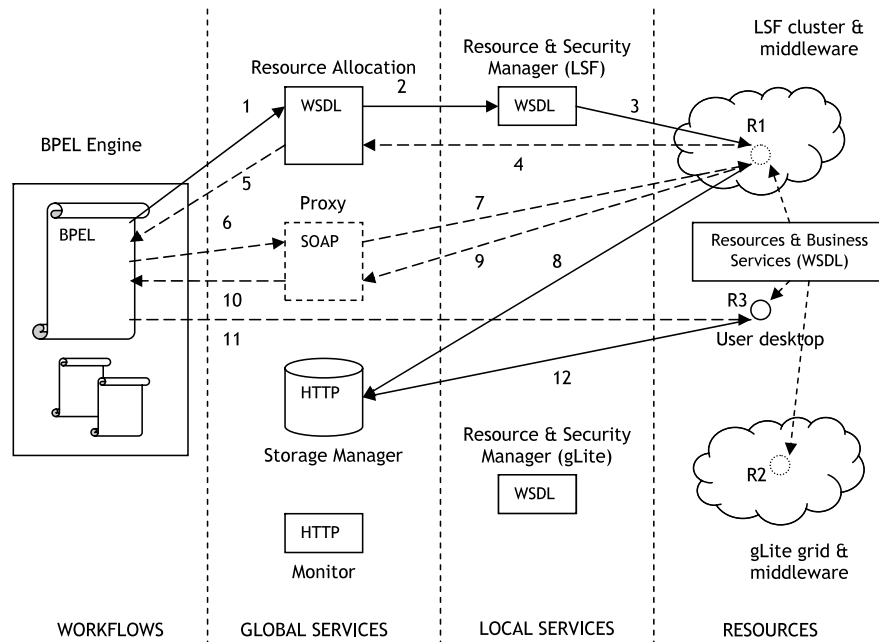 LSF cluster &
middleware
Resource & Security
Manager (LSF)
Resource Allocation
WSDL
WSDL
1
2
3
R1
BPEL Engine
4
5
Proxy
6
7
BPEL
SOAP
Resources & Business
Services (WSDL)
8
9
10
R3
11
User desktop
12
HTTP
Storage Manager
Resource & Security
Manager (gLite)
R2
WSDL
HTTP
Monitor
gLite grid &
middleware
WORKFLOWS
GLOBAL SERVICES
LOCAL SERVICES
RESOURCES